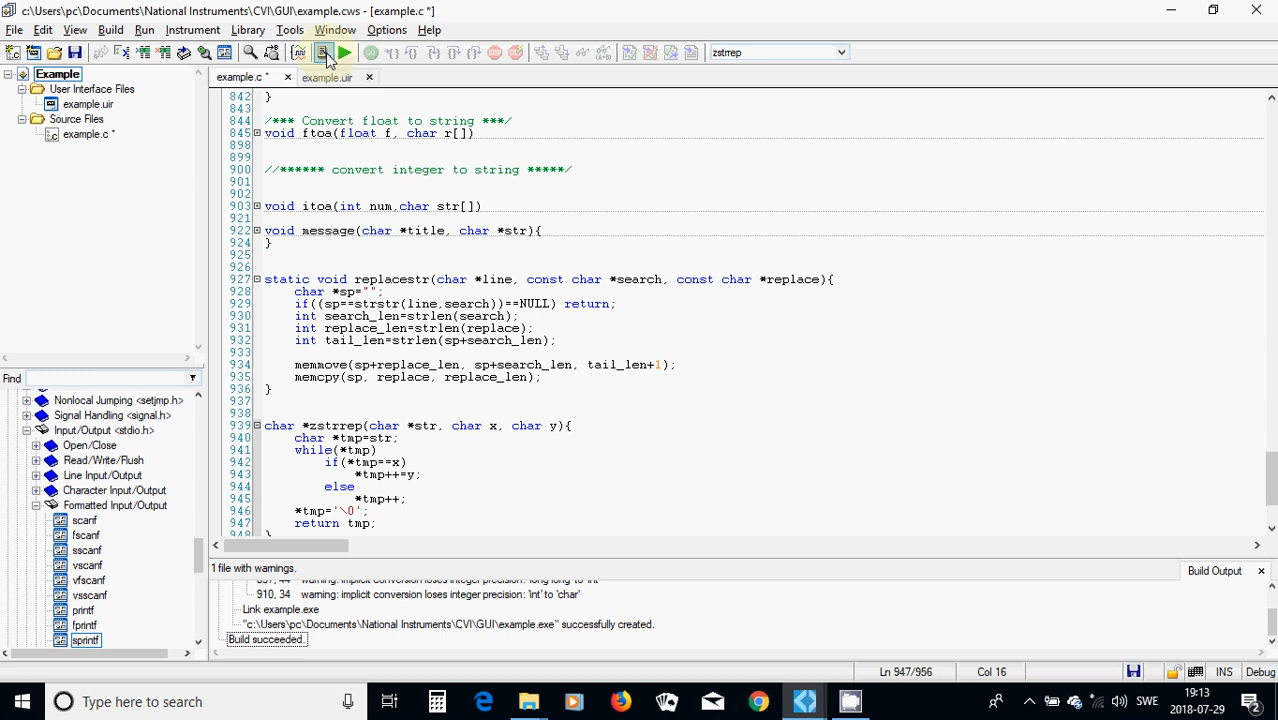 c:\Users\pc\Documents\National Instruments\CVI\GUI\example.cws - [example.c *]
File Edit View Build Run Instrument Library Tools Window Options Help
zstrrep
Example
User Interface Files
example.uir
Source Files
example.c *
Find
Nonlocal Jumping <setjmp.h>
Signal Handling <signal.h>
Input/Output <stdio.h>
Open/Close
Read/Write/Flush
Line Input/Output
Character Input/Output
Formatted Input/Output
scanf
fscanf
sscanf
vscanf
vfscanf
vsscanf
printf
fprintf
sprintf
example.c * example.uir
842 }
843
844 /*** Convert float to string ***/
845 void ftoa(float f, char r[])
898
899
900 //****** convert integer to string *****/
901
902
903 void itoa(int num,char str[])
921
922 void message(char *title, char *str){
924 }
925
926
927 static void replacestr(char *line, const char *search, const char *replace){
928 char *sp="";
929 if((sp==strstr(line,search))==NULL) return;
930 int search_len=strlen(search);
931 int replace_len=strlen(replace);
932 int tail_len=strlen(sp+search_len);
933
934 memmove(sp+replace_len, sp+search_len, tail_len+1);
935 memcpy(sp, replace, replace_len);
936 }
937
938
939 char *zstrrep(char *str, char x, char y){
940 char *tmp=str;
941 while(*tmp)
942 if(*tmp==x)
943 *tmp++=y;
944 else
945 *tmp++;
946 *tmp='\0';
947 return tmp;
948 }
1 file with warnings.
Build Output
910, 34 warning: implicit conversion loses integer precision: 'int' to 'char'
Link example.exe
"c:\Users\pc\Documents\National Instruments\CVI\GUI\example.exe" successfully created.
Build succeeded.
Ln 947/956 Col 16 INS Debug
Type here to search
SWE
19:13
2018-07-29
2